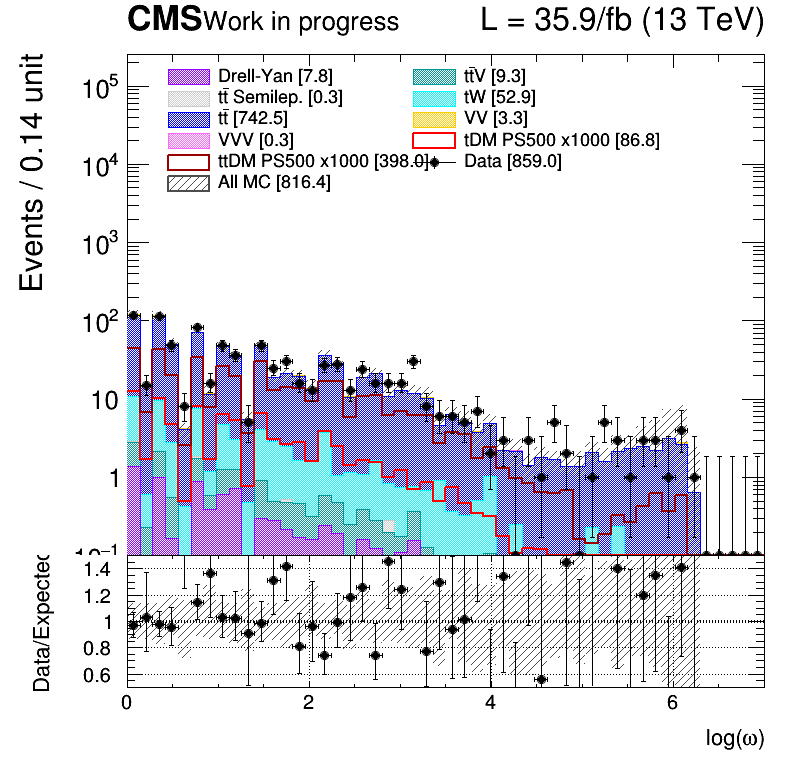 CMS Work in progress L = 35.9/fb (13 TeV)
Events / 0.14 unit
10⁵
10⁴
10³
10²
10
1
10⁻¹
Drell-Yan [7.8]
tt̄V [9.3]
tt̄ Semilep. [0.3]
tW [52.9]
tt̄ [742.5]
VV [3.3]
VVV [0.3]
tDM PS500 x1000 [86.8]
ttDM PS500 x1000 [398.0]
Data [859.0]
All MC [816.4]
Data/Expected
1.4
1.2
1
0.8
0.6
0 2 4 6
log(ω)